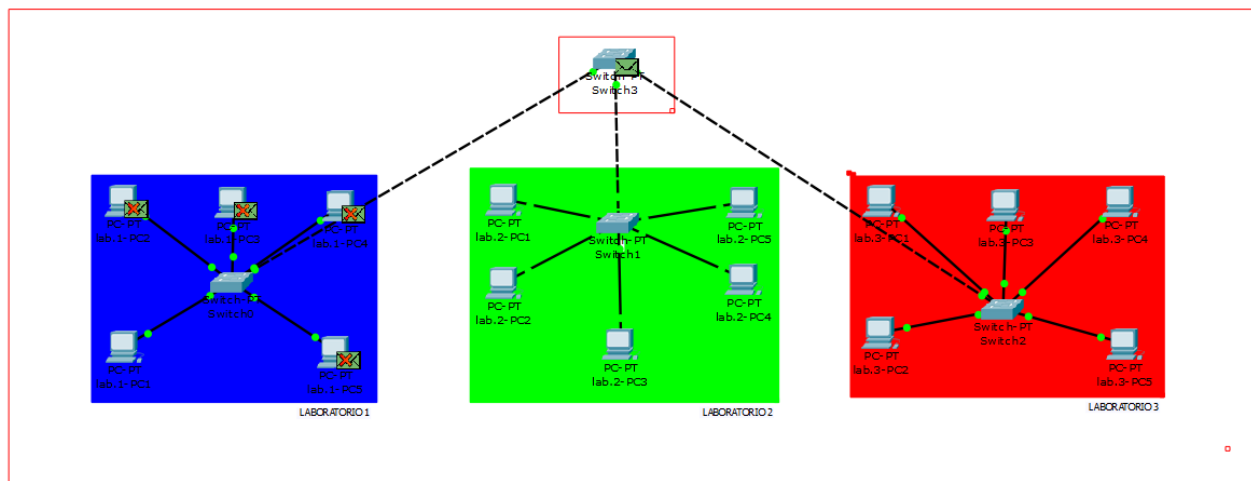 Switch-PT
Switch3
PC-PT
lab.1-PC2
PC-PT
lab.1-PC3
PC-PT
lab.1-PC4
Switch-PT
Switch0
PC-PT
lab.1-PC1
PC-PT
lab.1-PC5
LABORATORIO 1
PC-PT
lab.2-PC1
PC-PT
lab.2-PC5
Switch-PT
Switch1
PC-PT
lab.2-PC2
PC-PT
lab.2-PC4
PC-PT
lab.2-PC3
LABORATORIO 2
PC-PT
lab.3-PC1
PC-PT
lab.3-PC3
PC-PT
lab.3-PC4
Switch-PT
Switch2
PC-PT
lab.3-PC2
PC-PT
lab.3-PC5
LABORATORIO 3